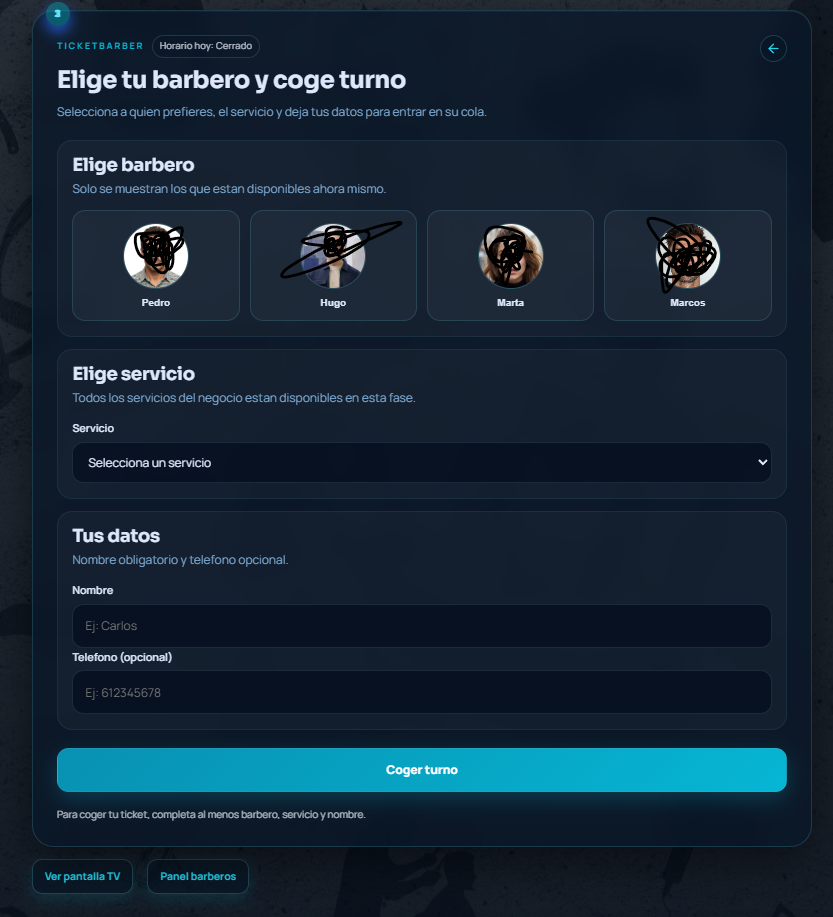 3
TICKETBARBER Horario hoy: Cerrado
Elige tu barbero y coge turno
Selecciona a quien prefieres, el servicio y deja tus datos para entrar en su cola.
Elige barbero
Solo se muestran los que estan disponibles ahora mismo.
Pedro Hugo Marta Marcos
Elige servicio
Todos los servicios del negocio estan disponibles en esta fase.
Servicio
Selecciona un servicio
Tus datos
Nombre obligatorio y telefono opcional.
Nombre
Ej: Carlos
Telefono (opcional)
Ej: 612345678
Coger turno
Para coger tu ticket, completa al menos barbero, servicio y nombre.
Ver pantalla TV Panel barberos